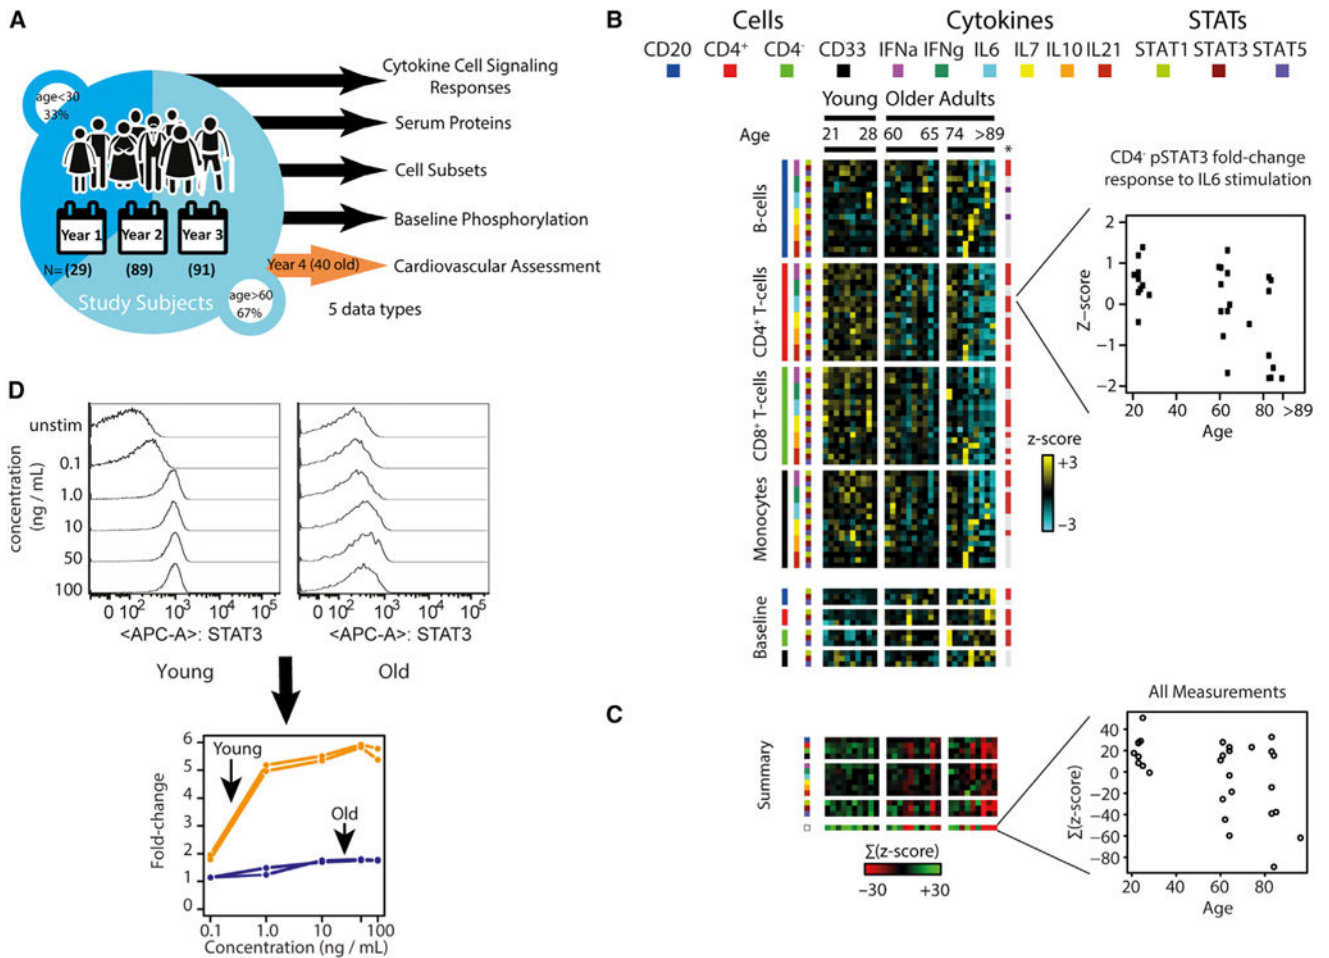 A
age<30
33%
Year 1
Year 2
Year 3
N= (29)
(89)
(91)
Study Subjects
age>60
67%
Cytokine Cell Signaling
Responses
Serum Proteins
Cell Subsets
Baseline Phosphorylation
Year 4 (40 old)
Cardiovascular Assessment
5 data types
B
Cells
Cytokines
STATs
CD20 CD4+ CD4- CD33 IFNa IFNg IL6 IL7 IL10 IL21 STAT1 STAT3 STAT5
Young Older Adults
Age 21 28 60 65 74 >89
*
B-cells
CD4+ T-cells
CD8+ T-cells
Monocytes
Baseline
CD4- pSTAT3 fold-change
response to IL6 stimulation
Z-score
2
1
0
-1
-2
20 40 60 80 >89
Age
z-score
+3
-3
C
Summary
Σ(z-score)
-30 +30
All Measurements
Σ(z-score)
40
20
0
-20
-40
-60
-80
20 40 60 80
Age
D
concentration
(ng / mL)
unstim
0.1
1.0
10
50
100
0 10² 10³ 10⁴ 10⁵
<APC-A>: STAT3
Young
0 10² 10³ 10⁴ 10⁵
<APC-A>: STAT3
Old
Fold-change
6
5
4
3
2
1
0
Young
Old
0.1 1.0 10 100
Concentration (ng / mL)